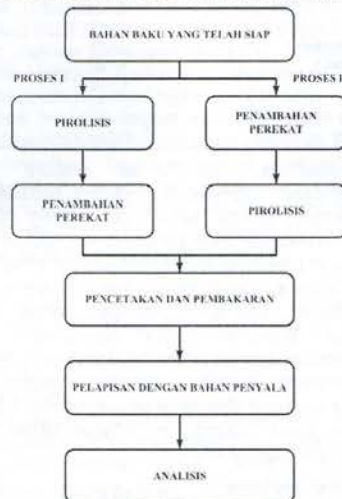 BAHAN BAKU YANG TELAH SIAP
PROSES I
PROSES I
PIROLISIS
PENAMBAHAN
PEREKAT
PENAMBAHAN
PEREKAT
PIROLISIS
PENCETAKAN DAN PEMBAKARAN
PELAPISAN DENGAN BAHAN PENYALA
ANALISIS